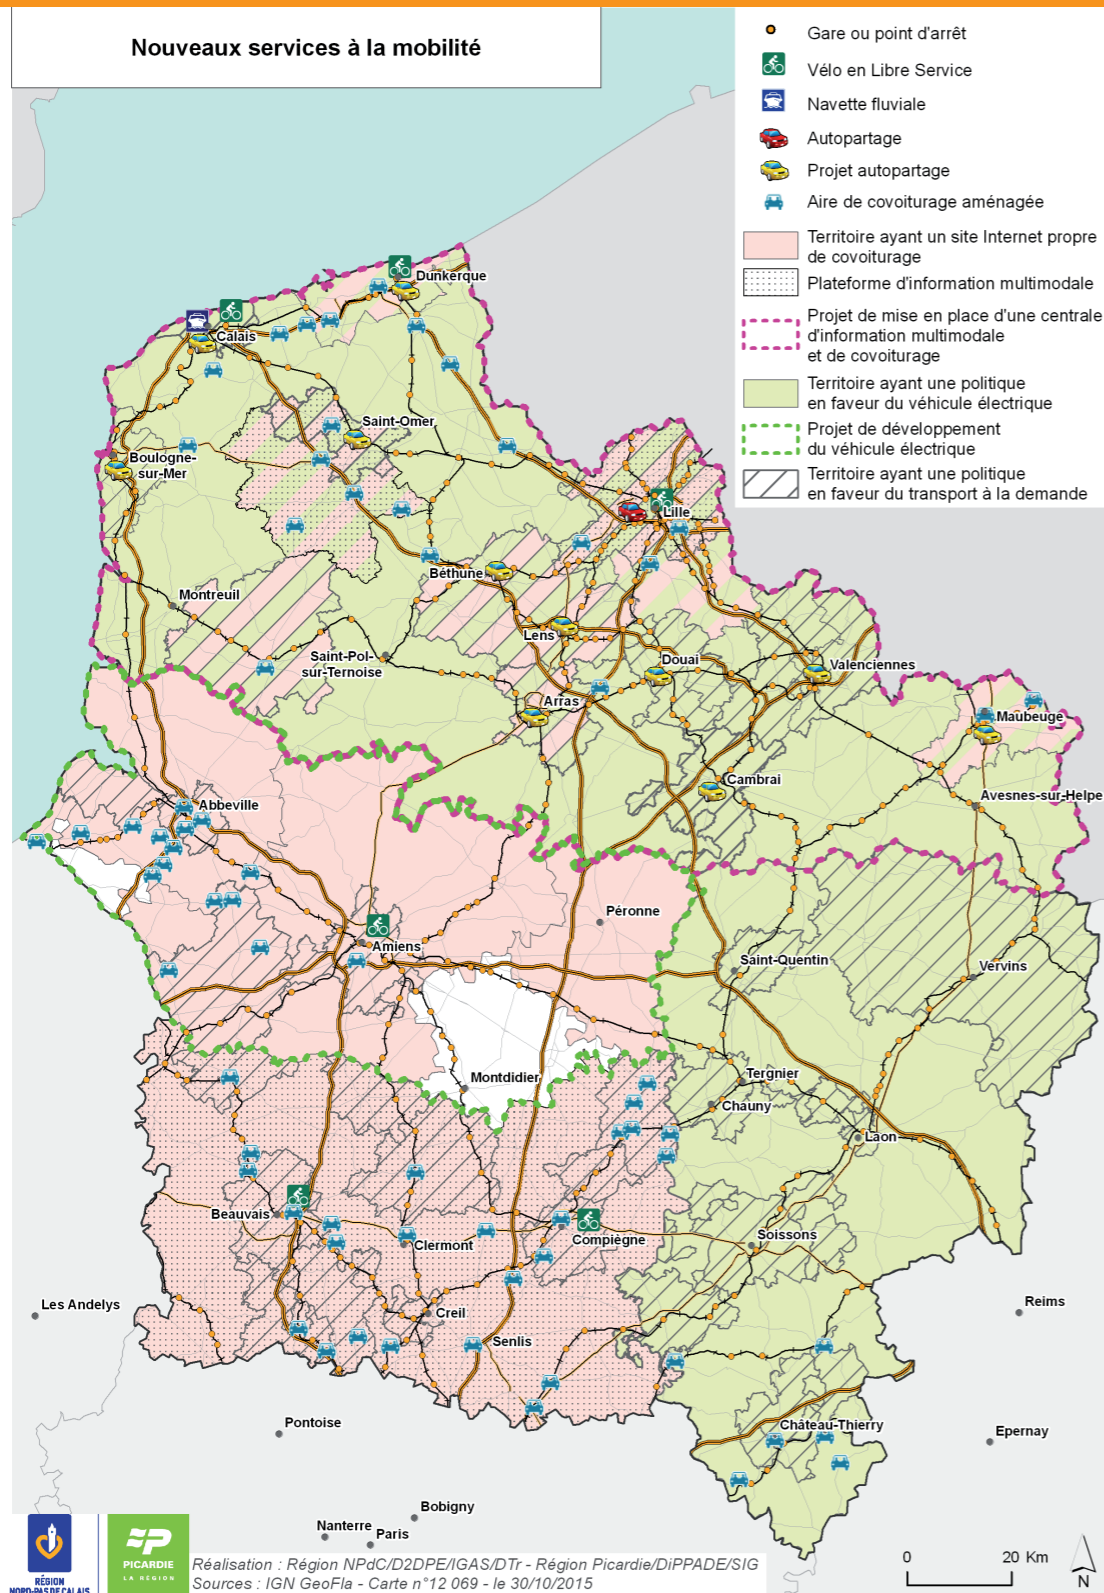 Nouveaux services à la mobilité
Gare ou point d'arrêt
Vélo en Libre Service
Navette fluviale
Autopartage
Projet autopartage
Aire de covoiturage aménagée
Territoire ayant un site Internet propre
de covoiturage
Plateforme d'information multimodale
Projet de mise en place d'une centrale
d'information multimodale
et de covoiturage
Territoire ayant une politique
en faveur du véhicule électrique
Projet de développement
du véhicule électrique
Territoire ayant une politique
en faveur du transport à la demande
Dunkerque
Calais
Saint-Omer
Boulogne-
sur-Mer
Lille
Béthune
Montreuil
Lens
Saint-Pol-
sur-Ternoise
Douai
Valenciennes
Arras
Maubeuge
Cambrai
Avesnes-sur-Helpe
Abbeville
Péronne
Amiens
Saint-Quentin
Vervins
Montdidier
Tergnier
Chauny
Laon
Beauvais
Clermont
Compiègne
Soissons
Les Andelys
Creil
Senlis
Reims
Pontoise
Château-Thierry
Epernay
Bobigny
Nanterre
Paris
RÉGION
NORD-PAS DE CALAIS
PICARDIE
LA RÉGION
Réalisation : Région NPdC/D2DPE/IGAS/DTr - Région Picardie/DiPPADE/SIG
Sources : IGN GeoFla - Carte n°12 069 - le 30/10/2015
0 20 Km
N